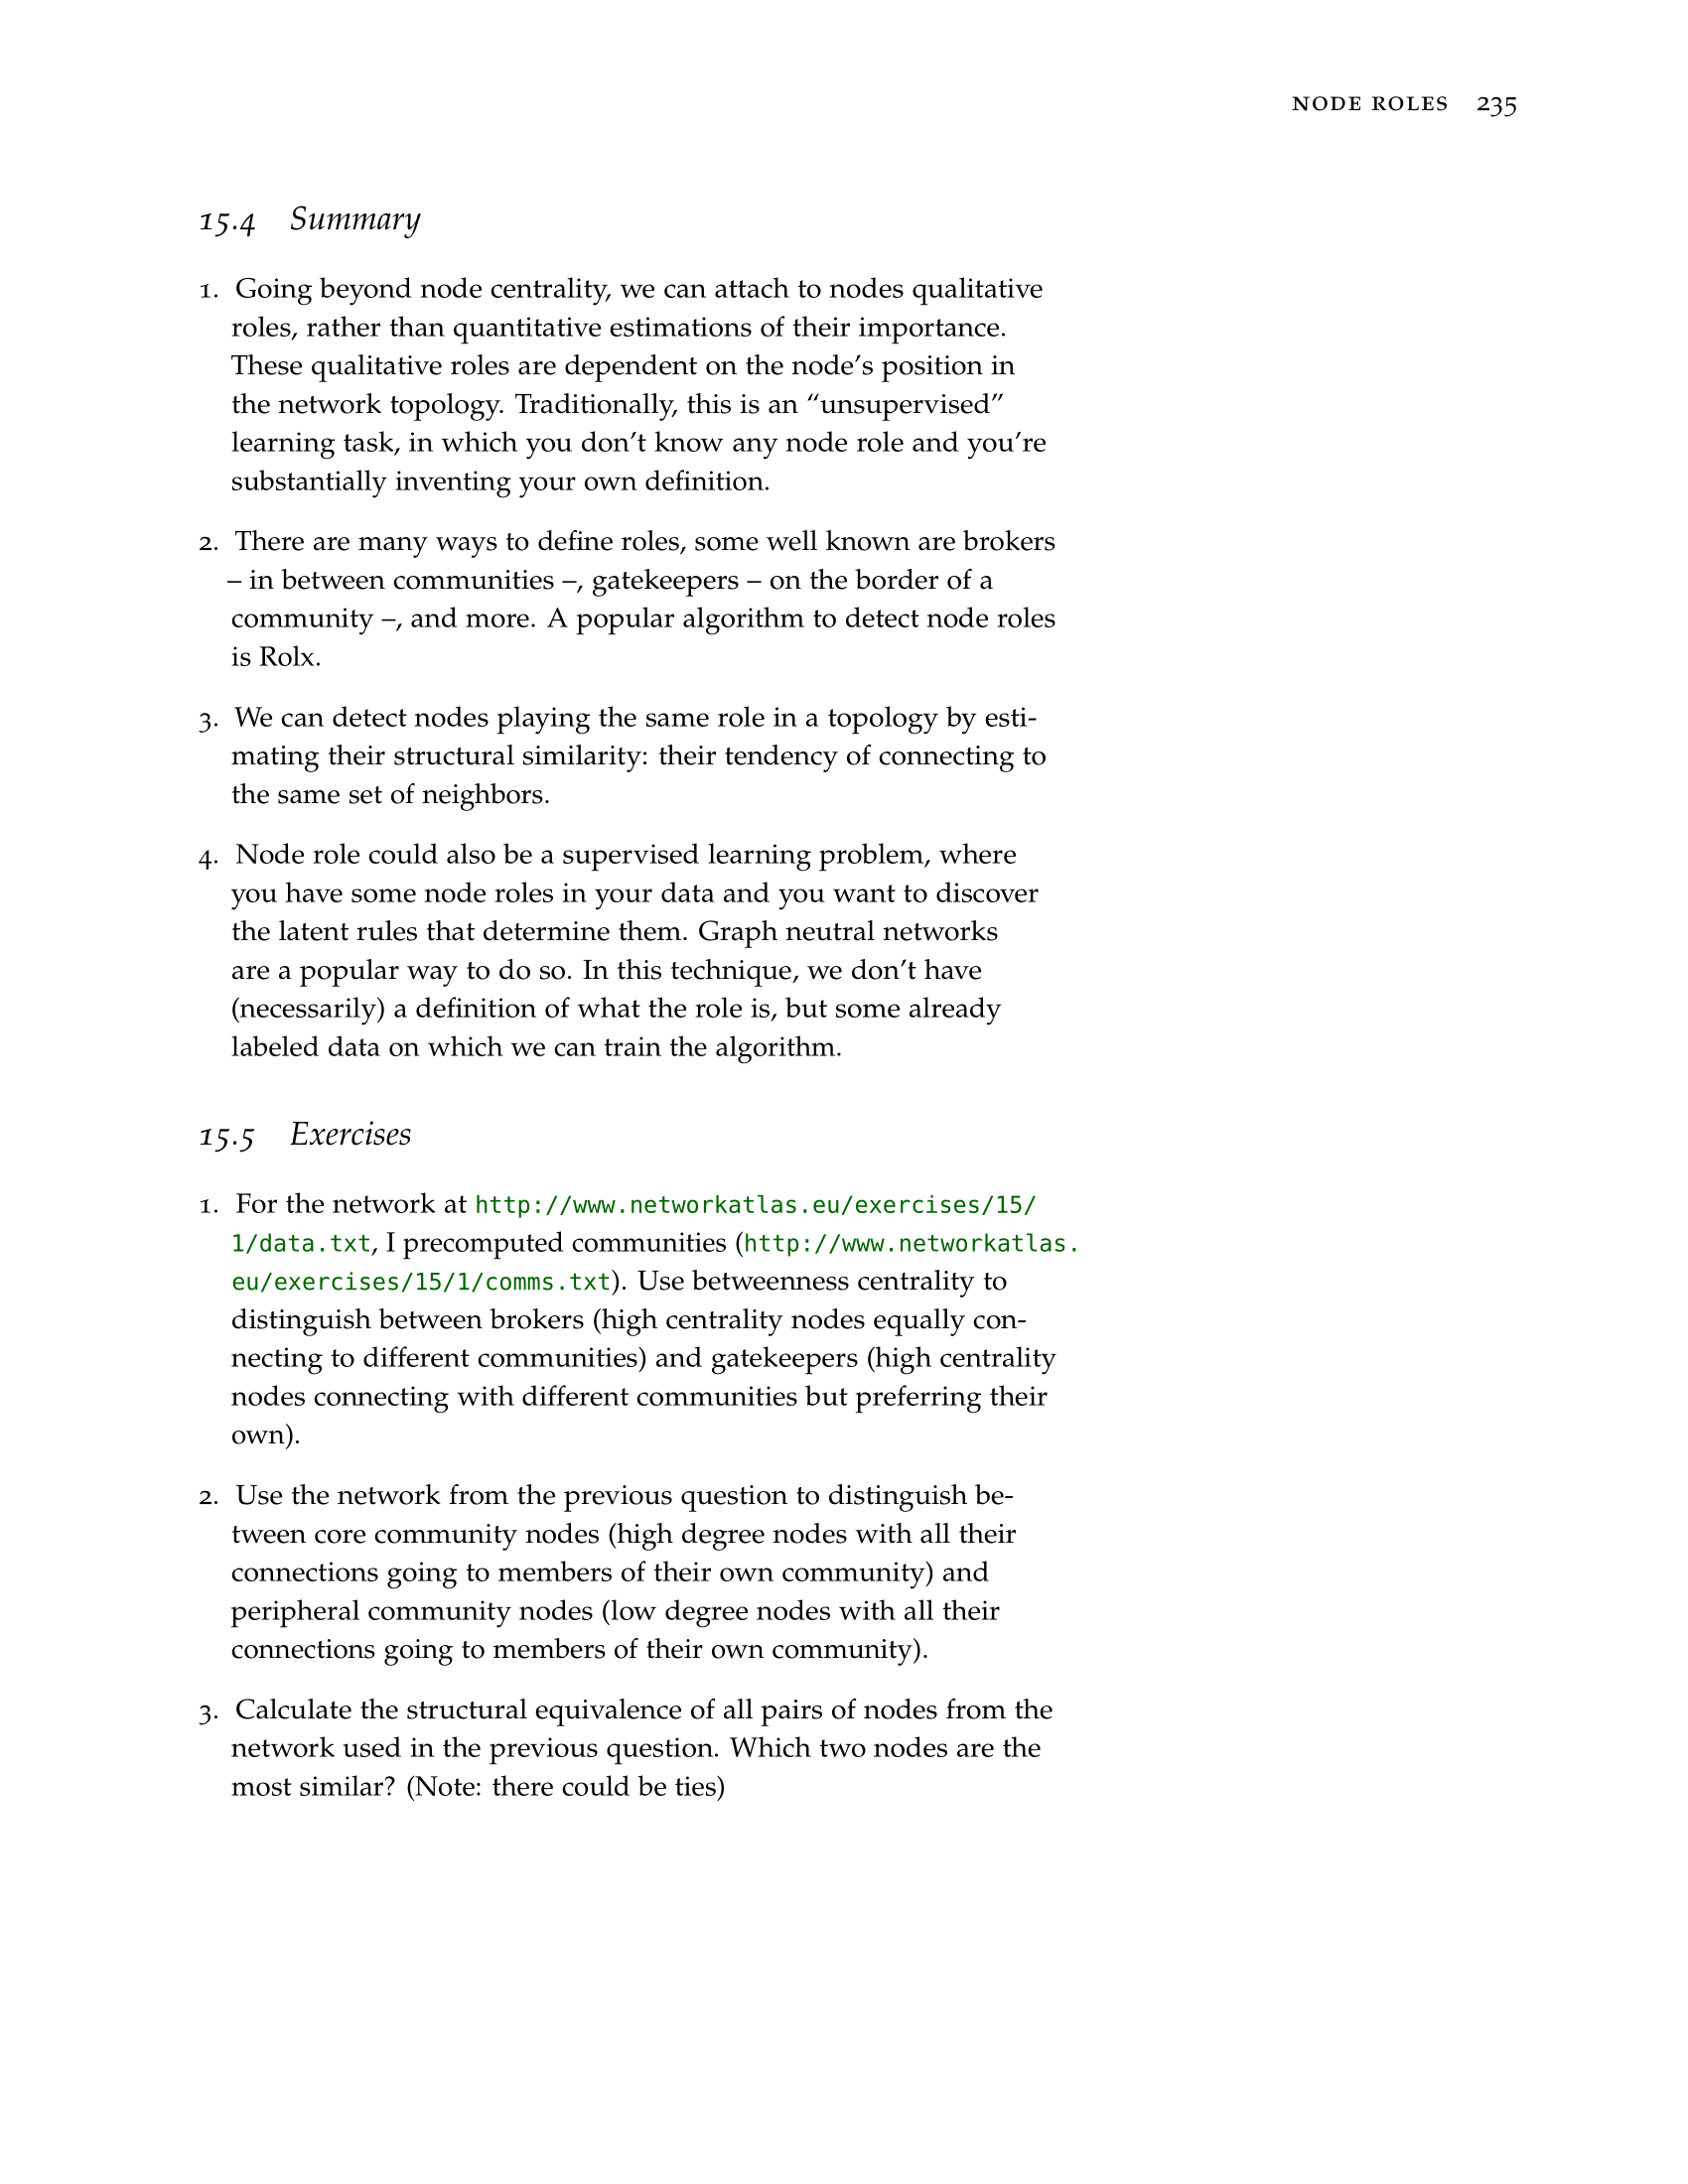 NODE ROLES 235
15.4 Summary
1. Going beyond node centrality, we can attach to nodes qualitative
roles, rather than quantitative estimations of their importance.
These qualitative roles are dependent on the node’s position in
the network topology. Traditionally, this is an “unsupervised”
learning task, in which you don’t know any node role and you’re
substantially inventing your own definition.
2. There are many ways to define roles, some well known are brokers
– in between communities –, gatekeepers – on the border of a
community –, and more. A popular algorithm to detect node roles
is Rolx.
3. We can detect nodes playing the same role in a topology by esti-
mating their structural similarity: their tendency of connecting to
the same set of neighbors.
4. Node role could also be a supervised learning problem, where
you have some node roles in your data and you want to discover
the latent rules that determine them. Graph neutral networks
are a popular way to do so. In this technique, we don’t have
(necessarily) a definition of what the role is, but some already
labeled data on which we can train the algorithm.
15.5 Exercises
1. For the network at http://www.networkatlas.eu/exercises/15/
1/data.txt, I precomputed communities (http://www.networkatlas.
eu/exercises/15/1/comms.txt). Use betweenness centrality to
distinguish between brokers (high centrality nodes equally con-
necting to different communities) and gatekeepers (high centrality
nodes connecting with different communities but preferring their
own).
2. Use the network from the previous question to distinguish be-
tween core community nodes (high degree nodes with all their
connections going to members of their own community) and
peripheral community nodes (low degree nodes with all their
connections going to members of their own community).
3. Calculate the structural equivalence of all pairs of nodes from the
network used in the previous question. Which two nodes are the
most similar? (Note: there could be ties)